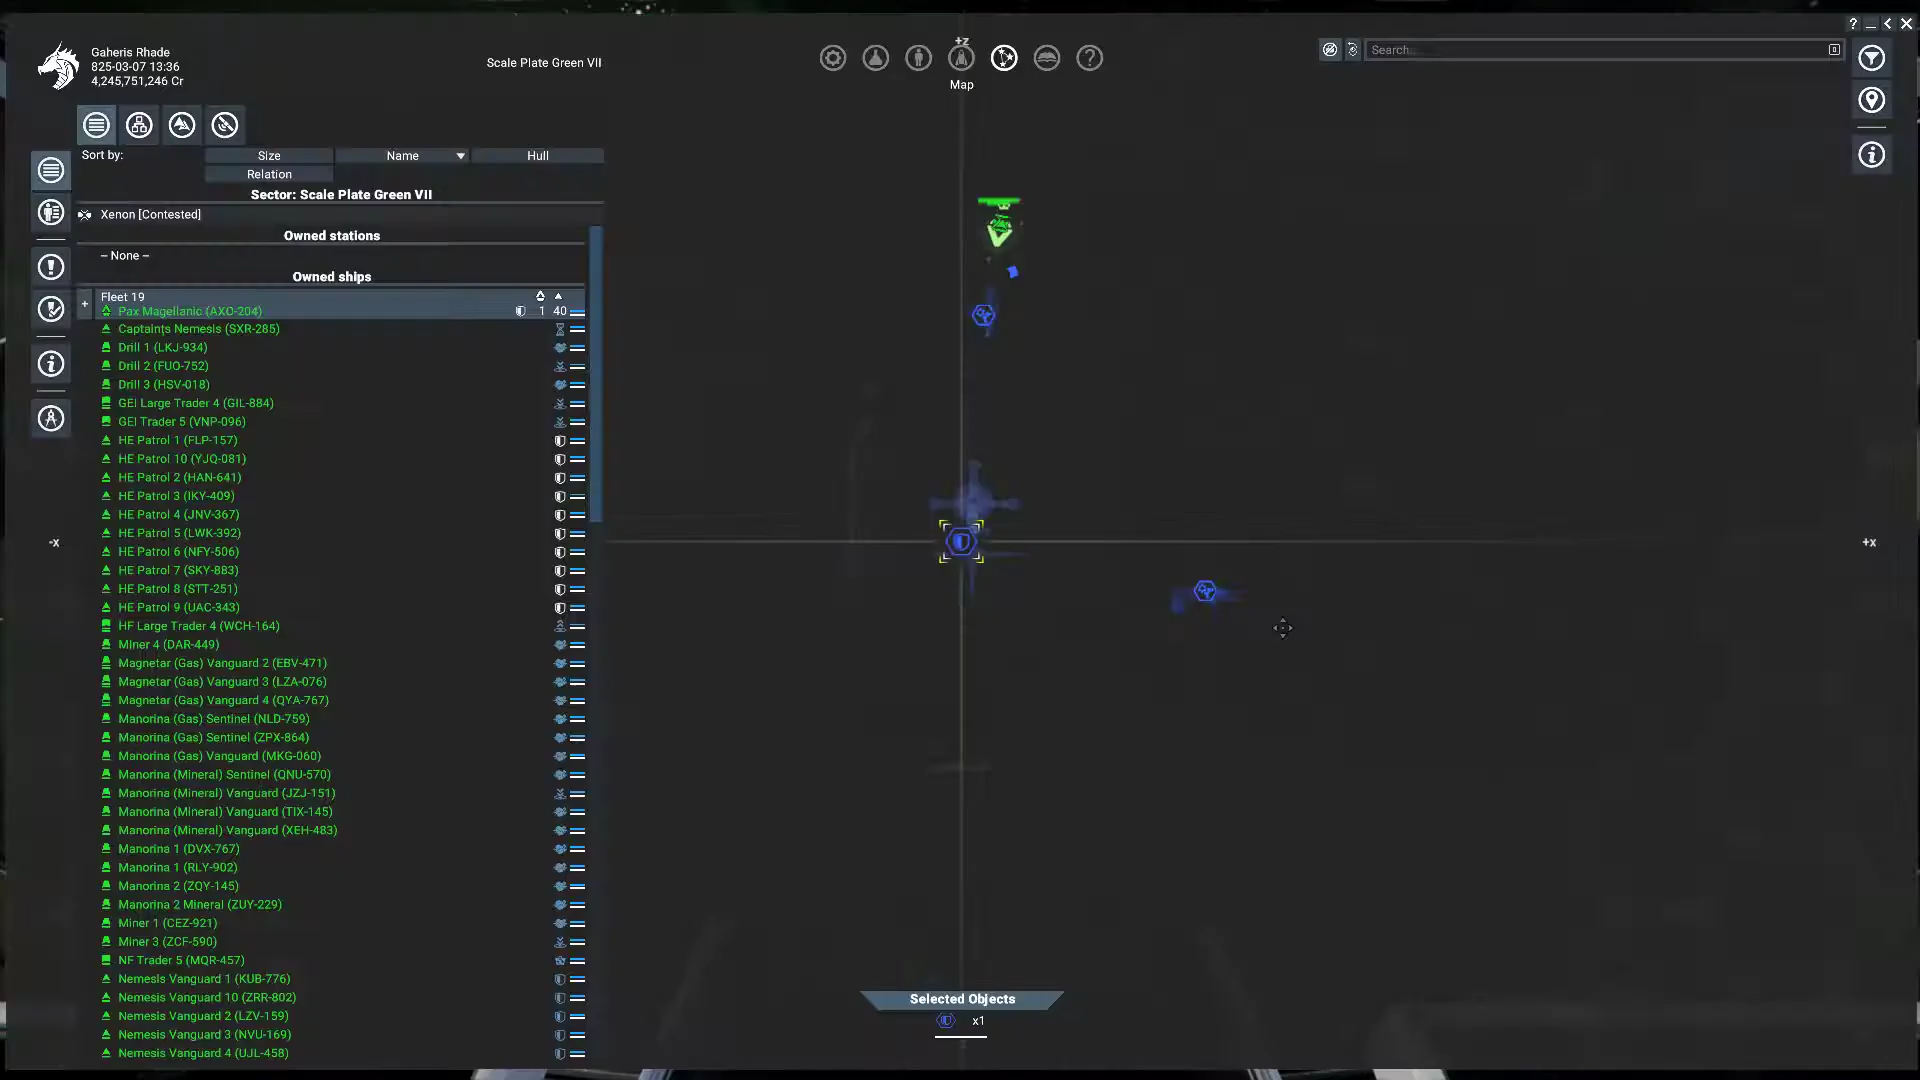 Gaheris Rhade
825-03-07 13:36
4,245,751,246 Cr
Scale Plate Green VII
+Z
Map
Search...
?
Sort by:
Size
Name
Hull
Relation
Sector: Scale Plate Green VII
Xenon [Contested]
Owned stations
– None –
Owned ships
+
Fleet 19
Pax Magellanic (AXO-204) 1 40
Captain's Nemesis (SXR-285)
Drill 1 (LKJ-934)
Drill 2 (FUO-752)
Drill 3 (HSV-018)
GEI Large Trader 4 (GIL-884)
GEI Trader 5 (VNP-096)
HE Patrol 1 (FLP-157)
HE Patrol 10 (YJQ-081)
HE Patrol 2 (HAN-641)
HE Patrol 3 (IKY-409)
HE Patrol 4 (JNV-367)
HE Patrol 5 (LWK-392)
HE Patrol 6 (NFY-506)
HE Patrol 7 (SKY-883)
HE Patrol 8 (STT-251)
HE Patrol 9 (UAC-343)
HF Large Trader 4 (WCH-164)
Miner 4 (DAR-449)
Magnetar (Gas) Vanguard 2 (EBV-471)
Magnetar (Gas) Vanguard 3 (LZA-076)
Magnetar (Gas) Vanguard 4 (QYA-767)
Manorina (Gas) Sentinel (NLD-759)
Manorina (Gas) Sentinel (ZPX-864)
Manorina (Gas) Vanguard (MKG-060)
Manorina (Mineral) Sentinel (QNU-570)
Manorina (Mineral) Vanguard (JZJ-151)
Manorina (Mineral) Vanguard (TIX-145)
Manorina (Mineral) Vanguard (XEH-483)
Manorina 1 (DVX-767)
Manorina 1 (RLY-902)
Manorina 2 (ZQY-145)
Manorina 2 Mineral (ZUY-229)
Miner 1 (CEZ-921)
Miner 3 (ZCF-590)
NF Trader 5 (MQR-457)
Nemesis Vanguard 1 (KUB-776)
Nemesis Vanguard 10 (ZRR-802)
Nemesis Vanguard 2 (LZV-159)
Nemesis Vanguard 3 (NVU-169)
Nemesis Vanguard 4 (UJL-458)
-X
+X
Selected Objects
x1